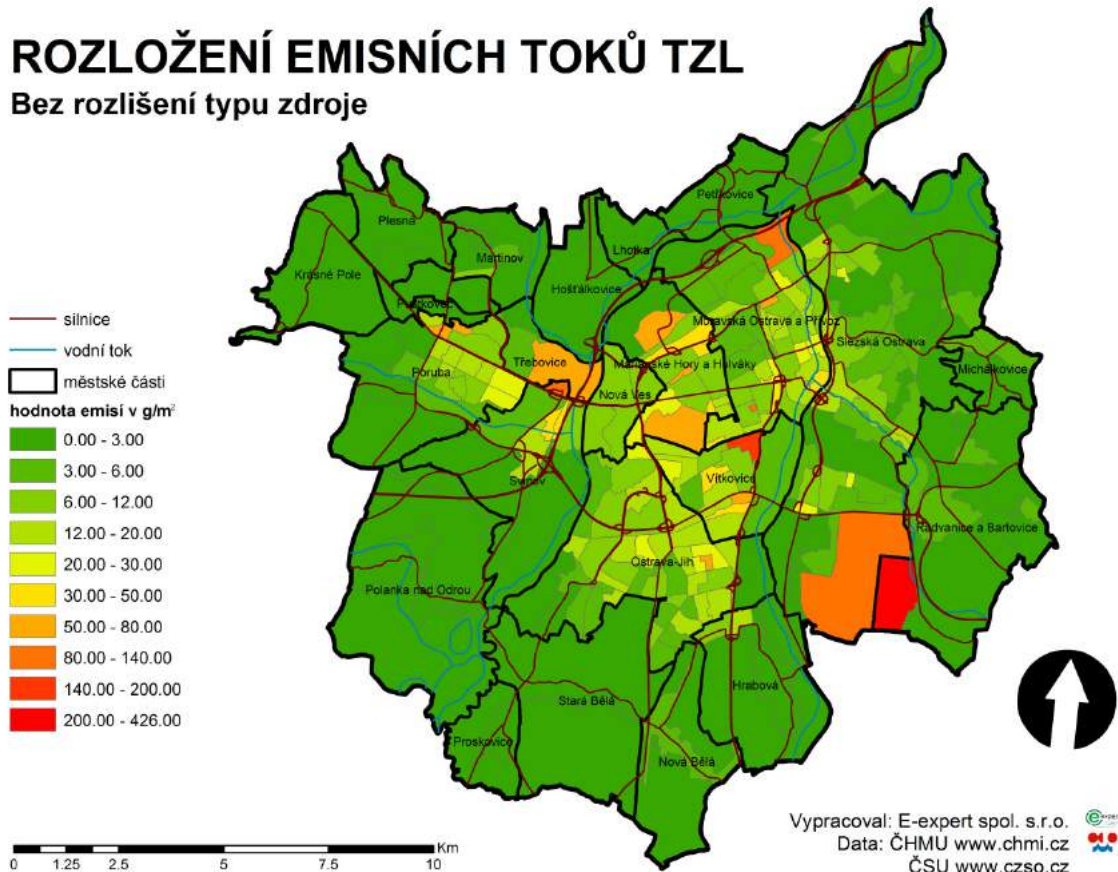 ROZLOŽENÍ EMISNÍCH TOKŮ TZL
Bez rozlišení typu zdroje
silnice
vodní tok
městské části
hodnota emisí v g/m²
0.00 - 3.00
3.00 - 6.00
6.00 - 12.00
12.00 - 20.00
20.00 - 30.00
30.00 - 50.00
50.00 - 80.00
80.00 - 140.00
140.00 - 200.00
200.00 - 426.00
Petřkovice
Plesná
Lhotka
Martinov
Krásné Pole
Hošťálkovice
Moravská Ostrava a Přívoz
Slezská Ostrava
Třebovice
Mariánské Hory a Hulváky
Poruba
Michálkovice
Nová Ves
Svinov
Vítkovice
Radvanice a Bartovice
Ostrava-Jih
Polanka nad Odrou
Hrabová
Stará Bělá
Proskovice
Nová Bělá
Km
0 1.25 2.5 5 7.5 10
Vypracoval: E-expert spol. s.r.o.
Data: ČHMU www.chmi.cz
ČSU www.czso.cz